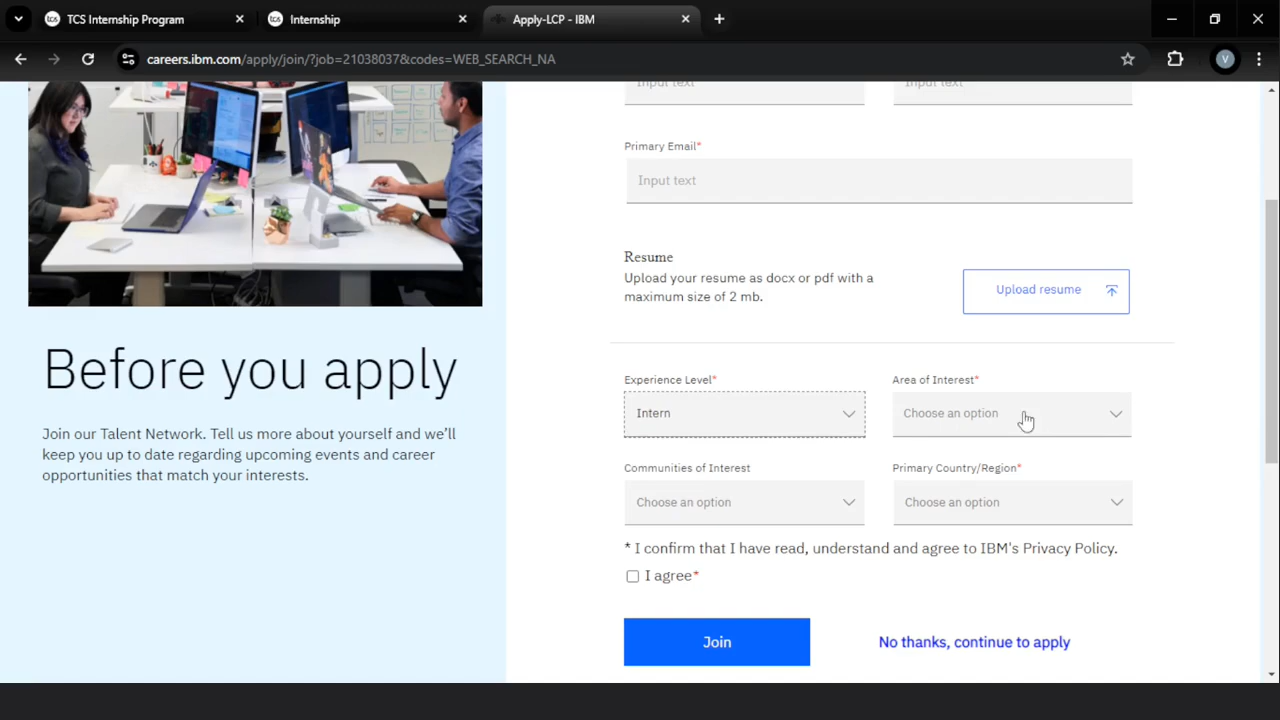 TCS Internship Program
Internship
Apply-LCP - IBM
careers.ibm.com/apply/join/?job=21038037&codes=WEB_SEARCH_NA
V
Input text
Input text
Primary Email*
Input text
Resume
Upload your resume as docx or pdf with a
maximum size of 2 mb.
Upload resume
Before you apply
Join our Talent Network. Tell us more about yourself and we'll
keep you up to date regarding upcoming events and career
opportunities that match your interests.
Experience Level*
Area of Interest*
Intern
Choose an option
Communities of Interest
Primary Country/Region*
Choose an option
Choose an option
* I confirm that I have read, understand and agree to IBM's Privacy Policy.
I agree*
Join
No thanks, continue to apply